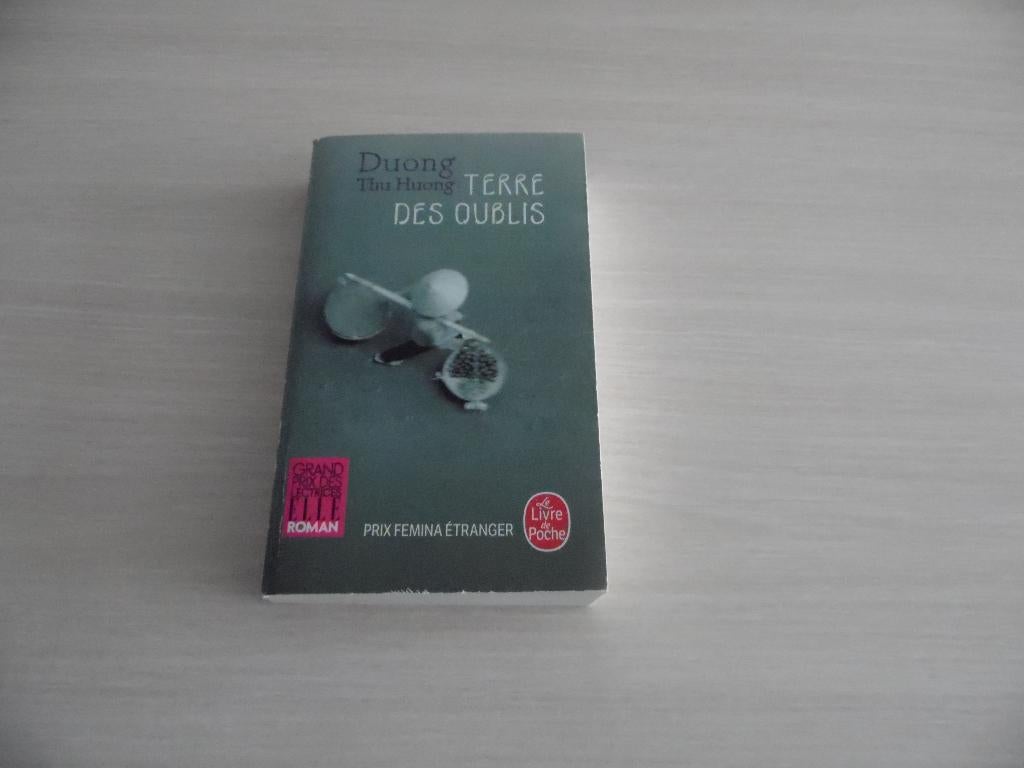 Duong
Thu Huong
TERRE
DES OUBLIS
GRAND
PRIX DES
LECTRICES
ELLE
ROMAN
PRIX FEMINA ÉTRANGER
Le
Livre
de
Poche